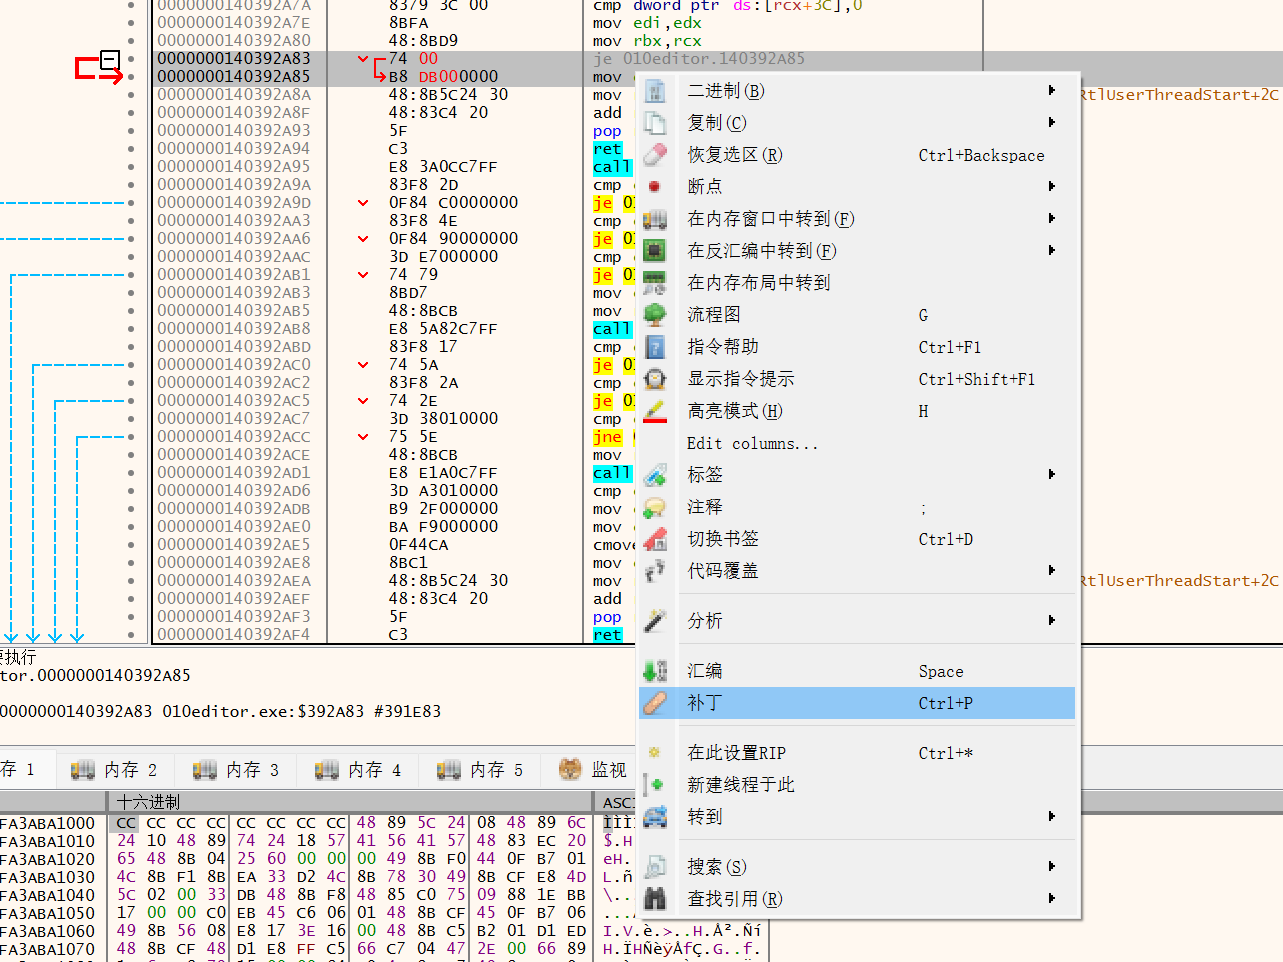 0000000140392A7A 8379 3C 00 cmp dword ptr ds:[rcx+3C],0
0000000140392A7E 8BFA mov edi,edx
0000000140392A80 48:8BD9 mov rbx,rcx
0000000140392A83 74 00 je 010editor.140392A85
0000000140392A85 B8 DB000000 mov
0000000140392A8A 48:8B5C24 30 mov RtlUserThreadStart+2C
0000000140392A8F 48:83C4 20 add
0000000140392A93 5F pop
0000000140392A94 C3 ret
0000000140392A95 E8 3A0CC7FF call
0000000140392A9A 83F8 2D cmp
0000000140392A9D 0F84 C0000000 je
0000000140392AA3 83F8 4E cmp
0000000140392AA6 0F84 90000000 je
0000000140392AAC 3D E7000000 cmp
0000000140392AB1 74 79 je
0000000140392AB3 8BD7 mov
0000000140392AB5 48:8BCB mov
0000000140392AB8 E8 5A82C7FF call
0000000140392ABD 83F8 17 cmp
0000000140392AC0 74 5A je
0000000140392AC2 83F8 2A cmp
0000000140392AC5 74 2E je
0000000140392AC7 3D 38010000 cmp
0000000140392ACC 75 5E jne
0000000140392ACE 48:8BCB mov
0000000140392AD1 E8 E1A0C7FF call
0000000140392AD6 3D A3010000 cmp
0000000140392ADB B9 2F000000 mov
0000000140392AE0 BA F9000000 mov
0000000140392AE5 0F44CA cmove
0000000140392AE8 8BC1 mov
0000000140392AEA 48:8B5C24 30 mov RtlUserThreadStart+2C
0000000140392AEF 48:83C4 20 add
0000000140392AF3 5F pop
0000000140392AF4 C3 ret
二进制(B)
复制(C)
恢复选区(R) Ctrl+Backspace
断点
在内存窗口中转到(F)
在反汇编中转到(F)
在内存布局中转到
流程图 G
指令帮助 Ctrl+F1
显示指令提示 Ctrl+Shift+F1
高亮模式(H) H
Edit columns...
标签
注释 ;
切换书签 Ctrl+D
代码覆盖
分析
汇编 Space
补丁 Ctrl+P
在此设置RIP Ctrl+*
新建线程于此
转到
搜索(S)
查找引用(R)
执行
tor.0000000140392A85
0000000140392A83 010editor.exe:$392A83 #391E83
存 1 内存 2 内存 3 内存 4 内存 5 监视
十六进制 ASCI
FA3ABA1000 CC CC CC CC CC CC CC CC 48 89 5C 24 08 48 89 6C
FA3ABA1010 24 10 48 89 74 24 18 57 41 56 41 57 48 83 EC 20 $.H
FA3ABA1020 65 48 8B 04 25 60 00 00 00 49 8B F0 44 0F B7 01 eH.
FA3ABA1030 4C 8B F1 8B EA 33 D2 4C 8B 78 30 49 8B CF E8 4D L.ñ
FA3ABA1040 5C 02 00 33 DB 48 8B F8 48 85 C0 75 09 88 1E BB \..
FA3ABA1050 17 00 00 C0 EB 45 C6 06 01 48 8B CF 45 0F B7 06
FA3ABA1060 49 8B 56 08 E8 17 3E 16 00 48 8B C5 B2 01 D1 ED I.V.è.>..H.Å².Ñí
FA3ABA1070 48 8B CF 48 D1 E8 FF C5 66 C7 04 47 2E 00 66 89 H.ÏHÑèÿÅfÇ.G..f.